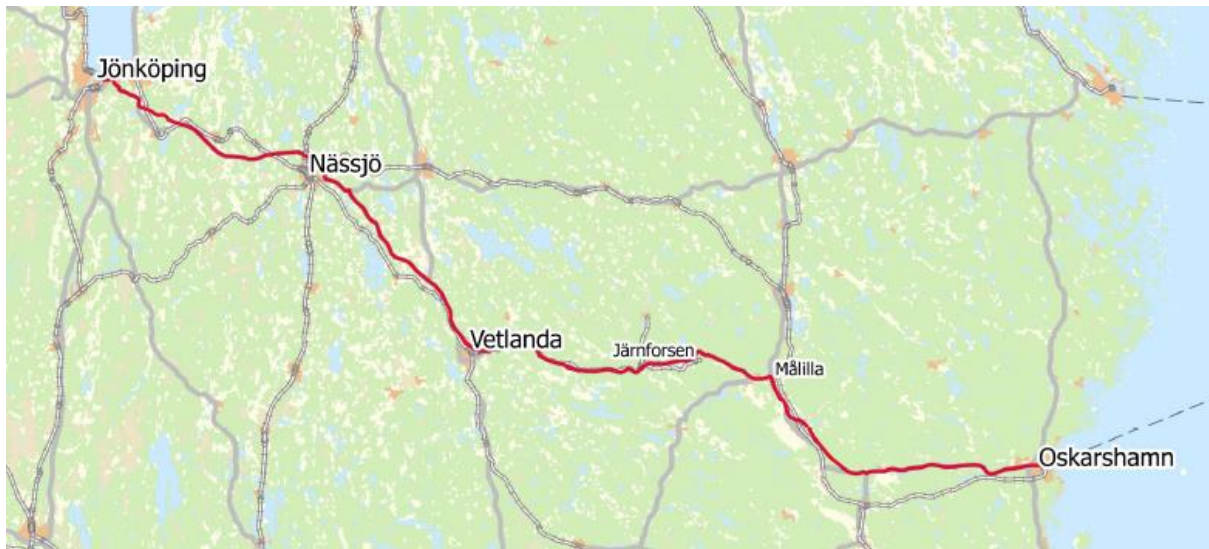 Jönköping
Nässjö
Vetlanda
Järnforsen
Målilla
Oskarshamn